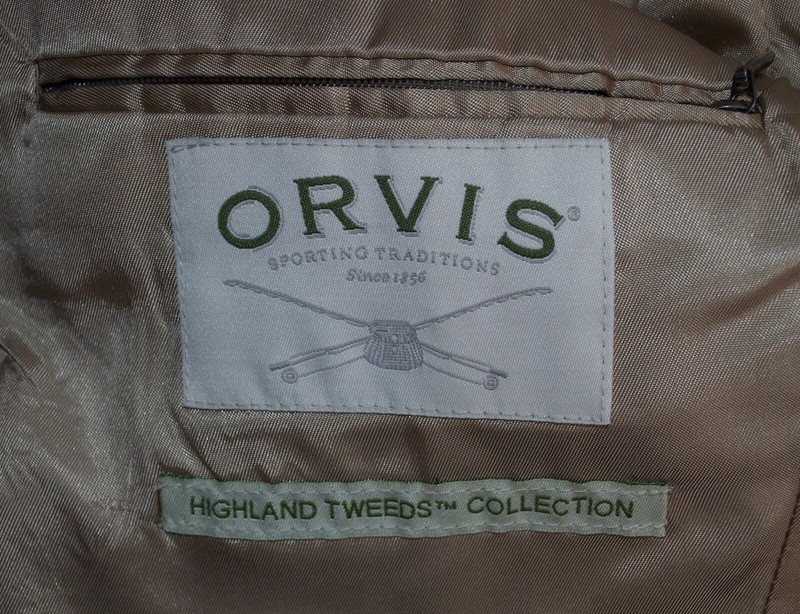 ORVIS®
SPORTING TRADITIONS
Since 1856
HIGHLAND TWEEDS™ COLLECTION